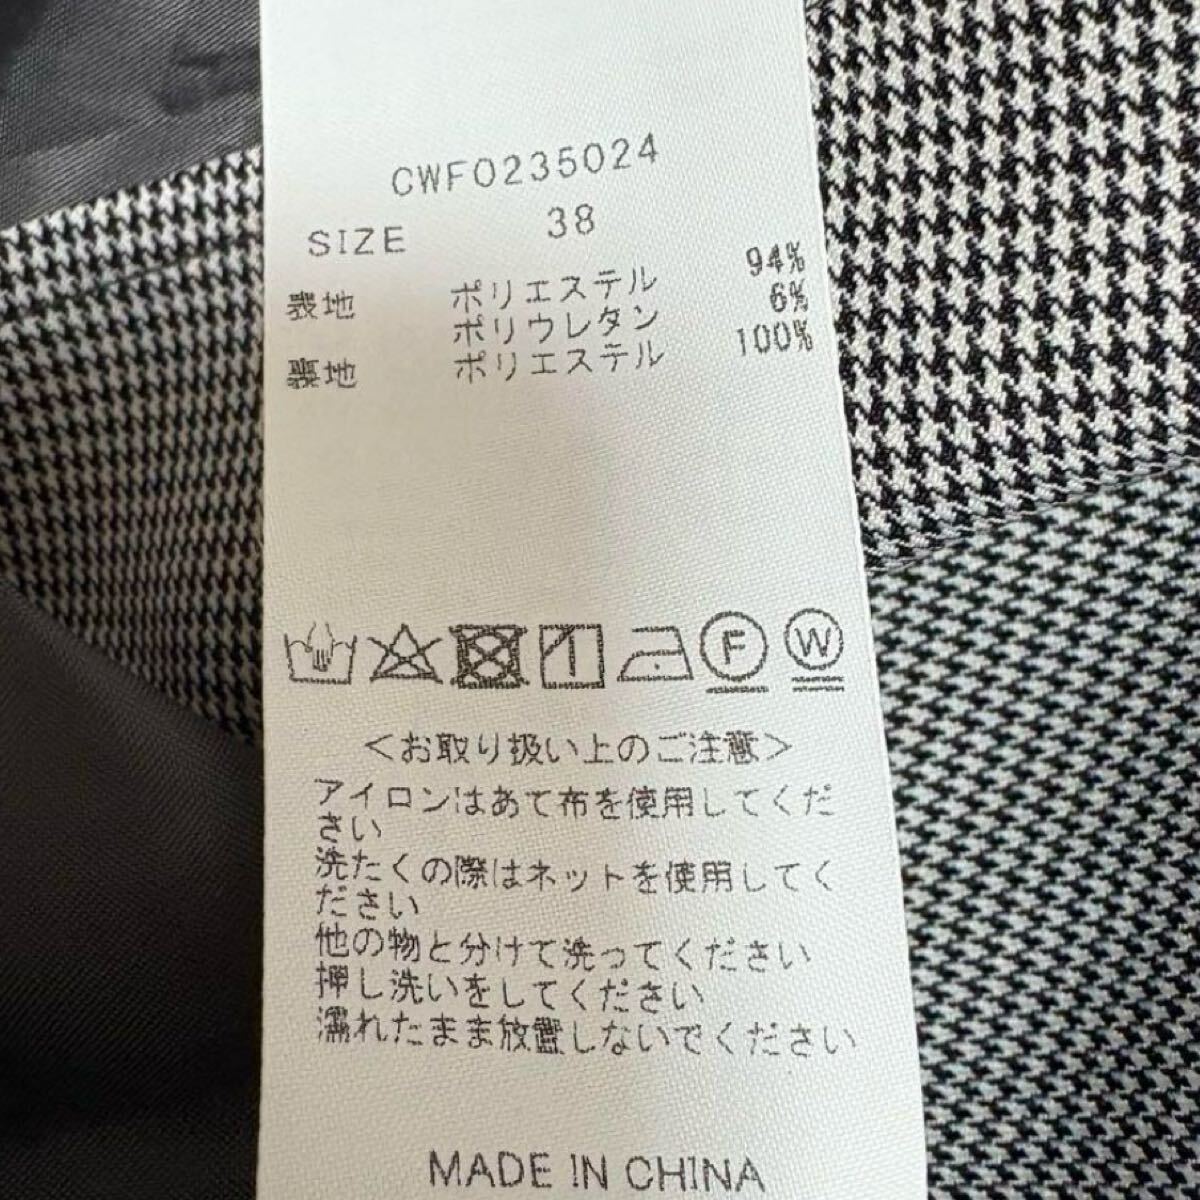 CWF0235024
SIZE 38
表地 ポリエステル 94%
ポリウレタン 6%
裏地 ポリエステル 100%
F W
<お取り扱い上のご注意>
アイロンはあて布を使用してくだ
さい
洗たくの際はネットを使用してく
ださい
他の物と分けて洗ってください
押し洗いをしてください
濡れたまま放置しないでください
MADE IN CHINA